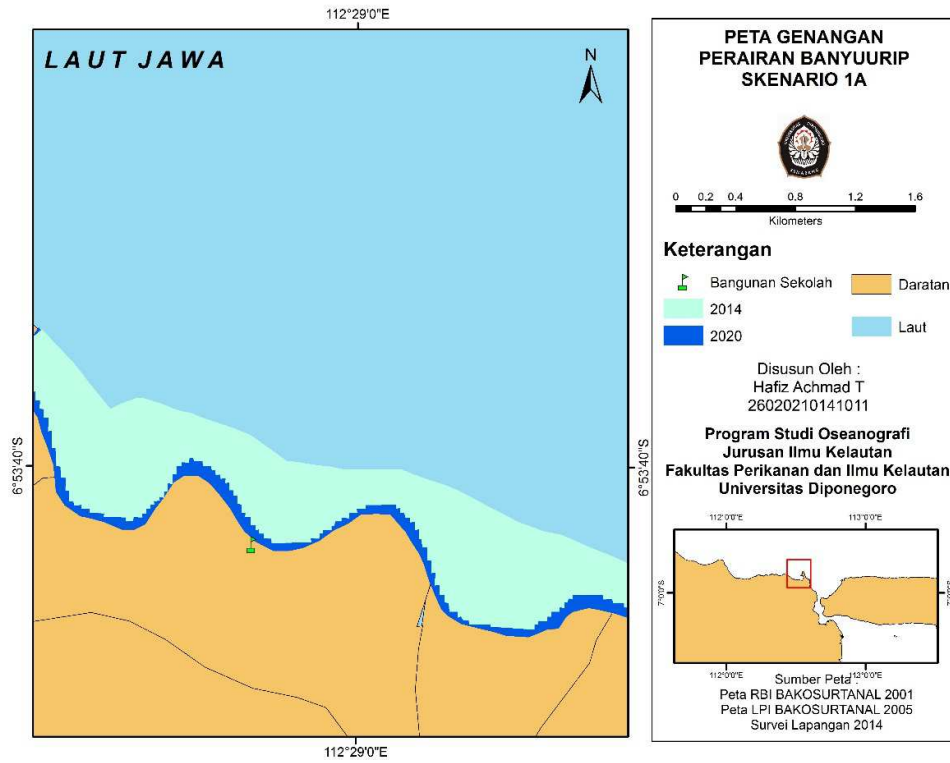 112°29'0"E
LAUT JAWA
N
6°53'40"S
6°53'40"S
112°29'0"E
PETA GENANGAN
PERAIRAN BANYUURIP
SKENARIO 1A
0 0.2 0.4 0.8 1.2 1.6
Kilometers
Keterangan
Bangunan Sekolah
Daratan
2014
Laut
2020
Disusun Oleh :
Hafiz Achmad T
26020210141011
Program Studi Oseanografi
Jurusan Ilmu Kelautan
Fakultas Perikanan dan Ilmu Kelautan
Universitas Diponegoro
112°0'0"E 113°0'0"E
7°0'0"S
112°0'0"E 113°0'0"E
Sumber Peta :
Peta RBI BAKOSURTANAL 2001
Peta LPI BAKOSURTANAL 2005
Survei Lapangan 2014